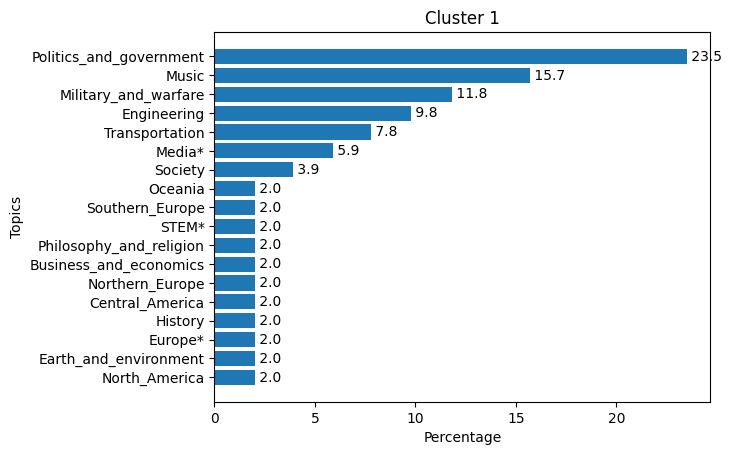 Cluster 1
Topics
Politics_and_government 23.5
Music 15.7
Military_and_warfare 11.8
Engineering 9.8
Transportation 7.8
Media* 5.9
Society 3.9
Oceania 2.0
Southern_Europe 2.0
STEM* 2.0
Philosophy_and_religion 2.0
Business_and_economics 2.0
Northern_Europe 2.0
Central_America 2.0
History 2.0
Europe* 2.0
Earth_and_environment 2.0
North_America 2.0
0 5 10 15 20
Percentage